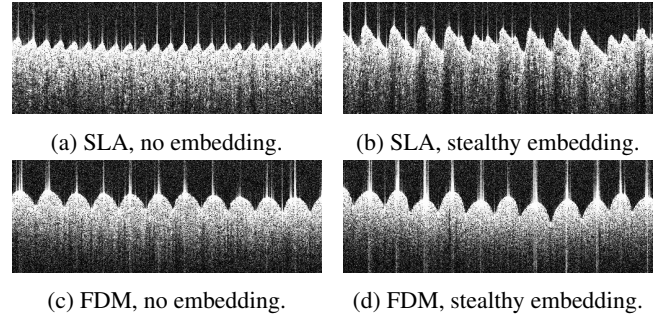 (a) SLA, no embedding.
(b) SLA, stealthy embedding.
(c) FDM, no embedding.
(d) FDM, stealthy embedding.